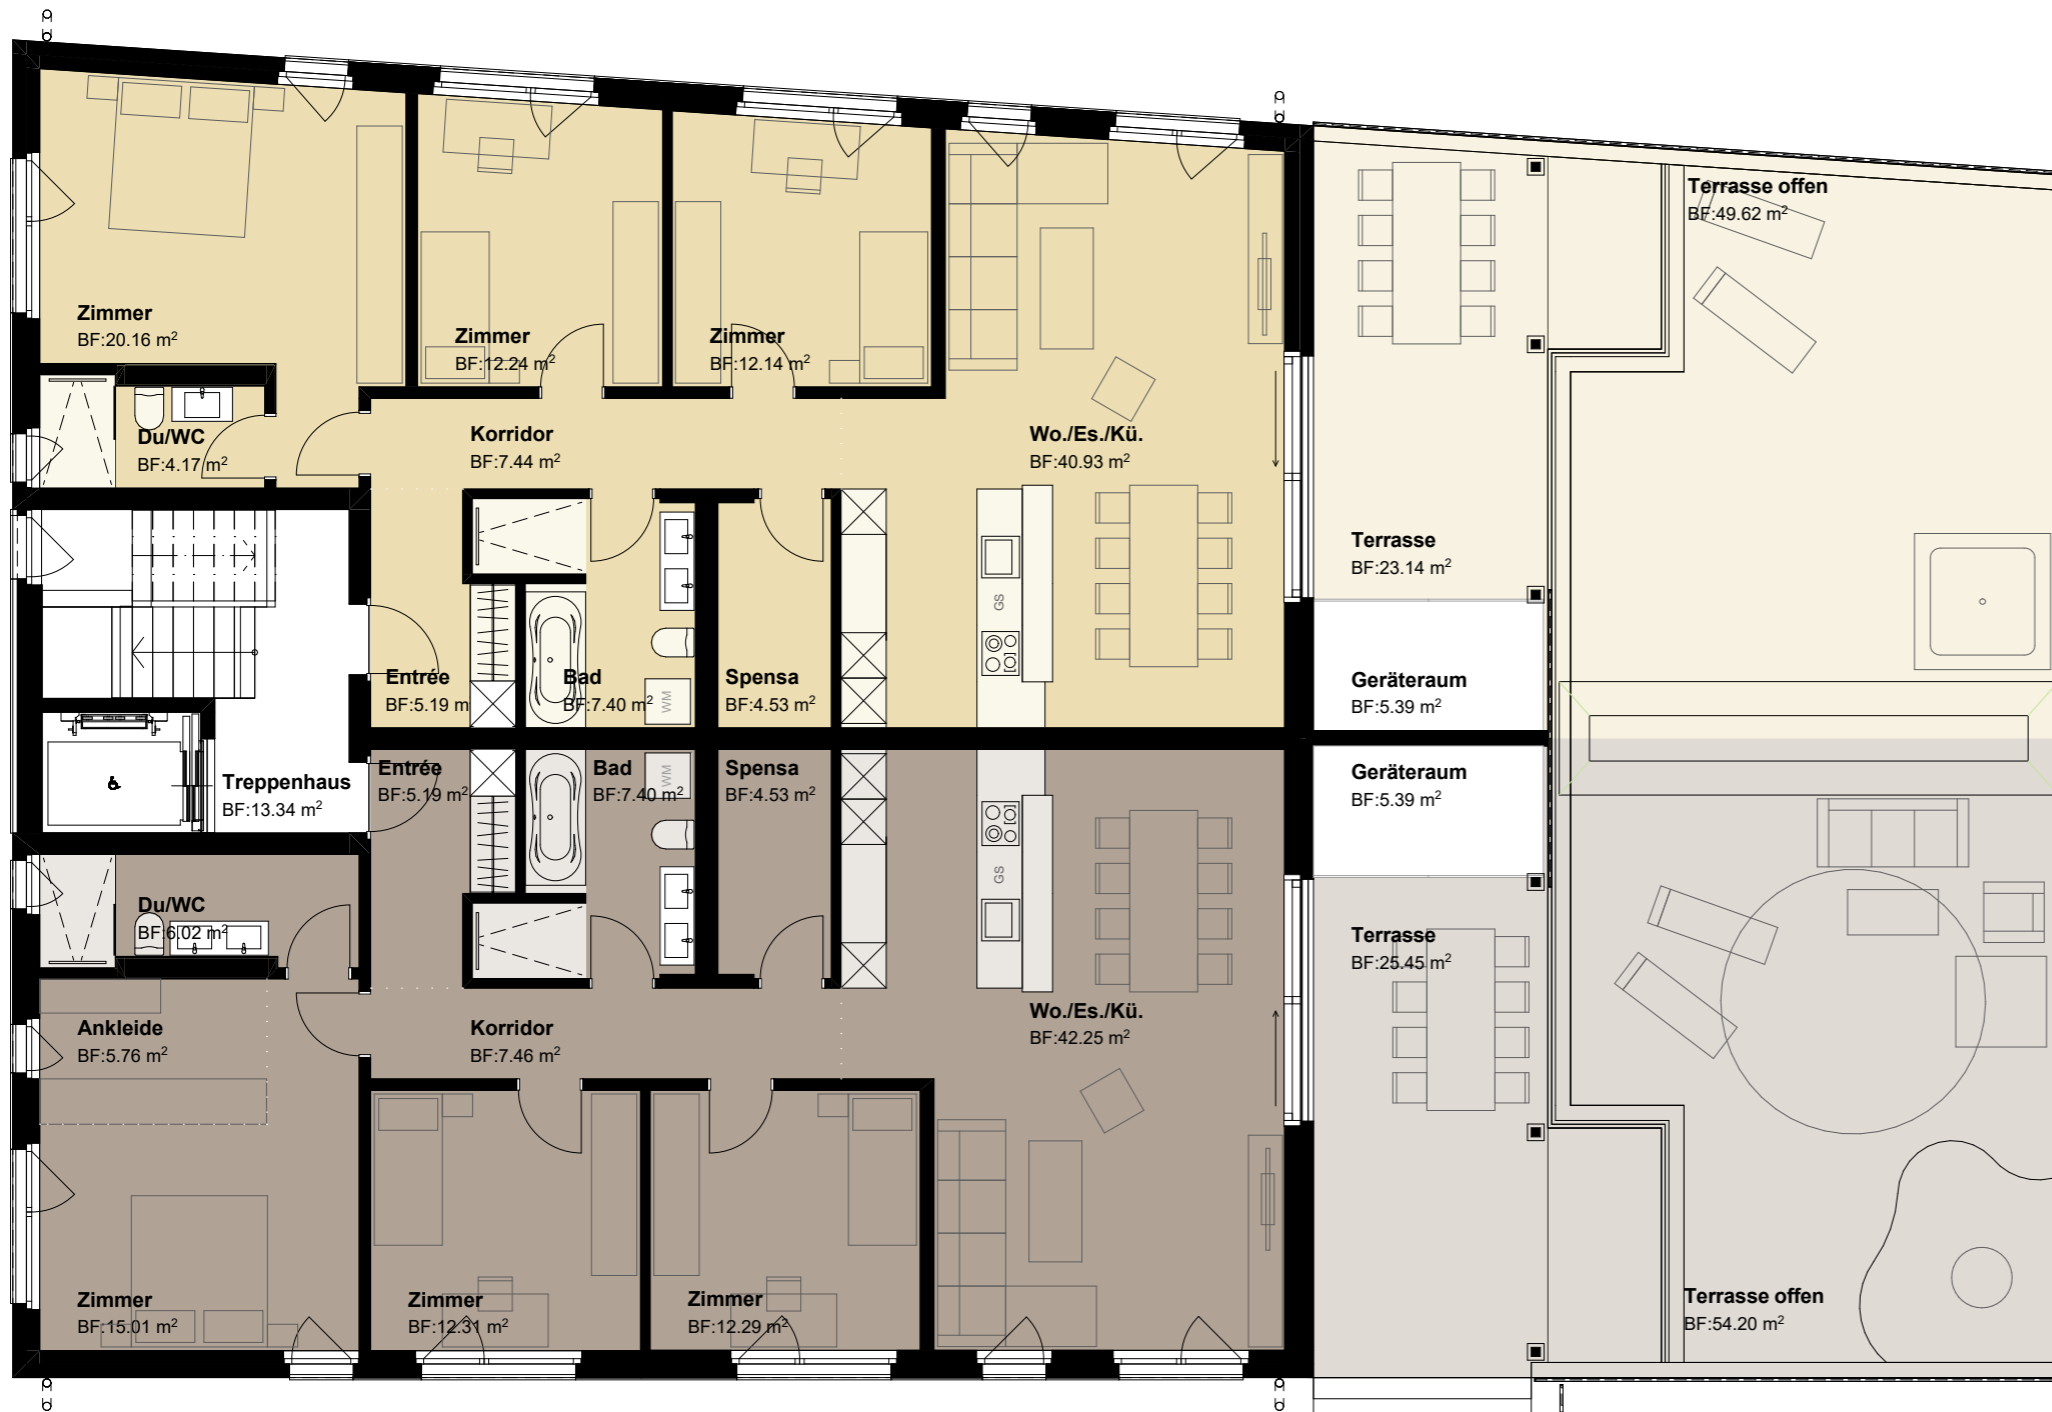 Terrasse offen
BF:49.62 m²
Zimmer
BF:20.16 m²
Zimmer
BF:12.24 m²
Zimmer
BF:12.14 m²
Du/WC
BF:4.17 m²
Korridor
BF:7.44 m²
Wo./Es./Kü.
BF:40.93 m²
Terrasse
BF:23.14 m²
GS
Entrée
BF:5.19 m
Bad
BF:7.40 m²
WM
Spensa
BF:4.53 m²
Geräteraum
BF:5.39 m²
Treppenhaus
BF:13.34 m²
Entrée
BF:5.19 m²
Bad
BF:7.40 m²
WM
Spensa
BF:4.53 m²
Geräteraum
BF:5.39 m²
GS
Du/WC
BF:6.02 m²
Terrasse
BF:25.45 m²
Ankleide
BF:5.76 m²
Korridor
BF:7.46 m²
Wo./Es./Kü.
BF:42.25 m²
Zimmer
BF:15.01 m²
Zimmer
BF:12.31 m²
Zimmer
BF:12.29 m²
Terrasse offen
BF:54.20 m²